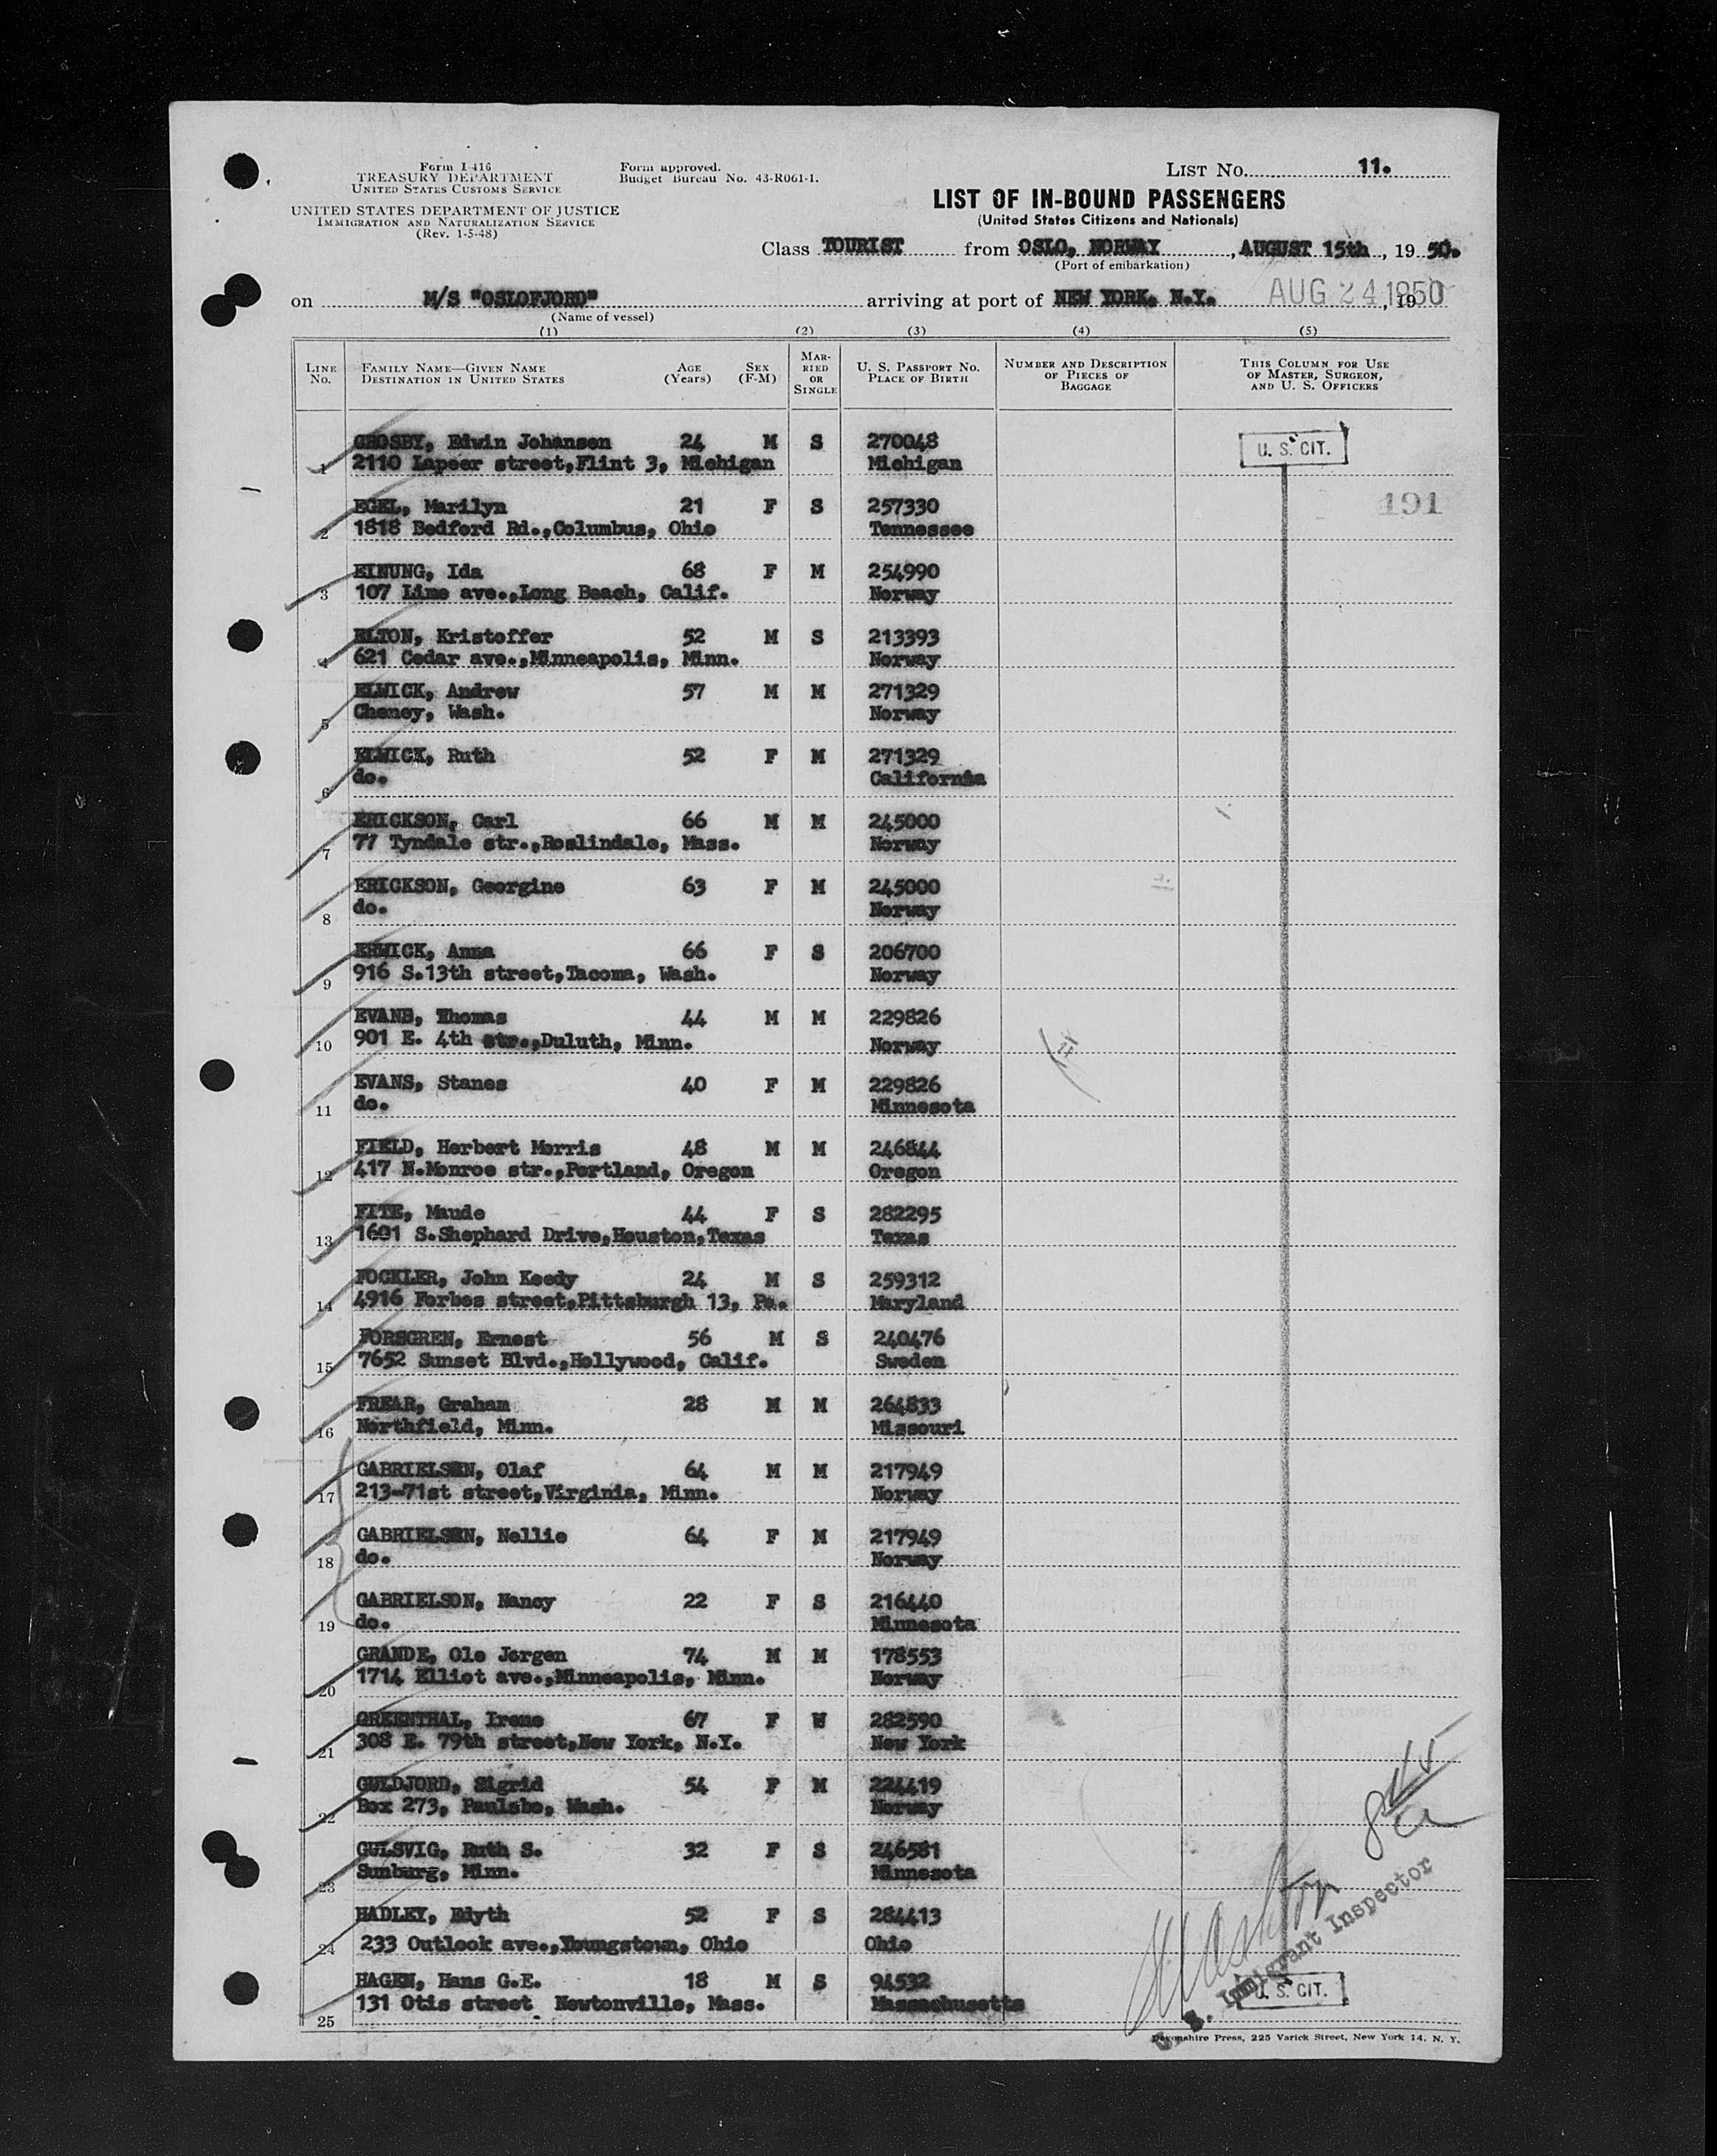 Form I-416
TREASURY DEPARTMENT
UNITED STATES CUSTOMS SERVICE
UNITED STATES DEPARTMENT OF JUSTICE
IMMIGRATION AND NATURALIZATION SERVICE
(Rev. 1-5-48)
Form approved.
Budget Bureau No. 43-R061-1.
LIST No. 11.
LIST OF IN-BOUND PASSENGERS
(United States Citizens and Nationals)
Class TOURIST from OSLO, NORWAY, AUGUST 15th, 19 50.
(Port of embarkation)
on M/S "OSLOFJORD" arriving at port of NEW YORK, N.Y. AUG 24 1950, 19
(Name of vessel)
(1) (2) (3) (4) (5)
LINE No. FAMILY NAME—GIVEN NAME DESTINATION IN UNITED STATES AGE (Years) SEX (F-M) MARRIED OR SINGLE U. S. PASSPORT NO. PLACE OF BIRTH NUMBER AND DESCRIPTION OF PIECES OF BAGGAGE THIS COLUMN FOR USE OF MASTER, SURGEON, AND U. S. OFFICERS
CROSBY, Edwin Johansen 24 M S 270048 U. S. CIT.
1 2110 Lapeer street,Flint 3, Michigan Michigan
EGEL, Marilyn 21 F S 257330 191
2 1818 Bedford Rd.,Columbus, Ohio Tennessee
EINUNG, Ida 68 F M 254990
3 107 Lime ave.,Long Beach, Calif. Norway
ELTON, Kristoffer 52 M S 213393
4 621 Cedar ave.,Minneapolis, Minn. Norway
ELWICK, Andrew 57 M M 271329
5 Cheney, Wash. Norway
ELWICK, Ruth 52 F M 271329
6 do. California
ERICKSON, Carl 66 M M 245000
7 77 Tyndale str.,Roslindale, Mass. Norway
ERICKSON, Georgine 63 F M 245000
8 do. Norway
ERWICK, Anna 66 F S 206700
9 916 S.13th street,Tacoma, Wash. Norway
EVANS, Thomas 44 M M 229826
10 901 E. 4th str.,Duluth, Minn. Norway
EVANS, Stanes 40 F M 229826
11 do. Minnesota
FIELD, Herbert Morris 48 M M 246844
12 417 N.Monroe str.,Portland, Oregon Oregon
FITE, Maude 44 F S 282295
13 1601 S.Shephard Drive,Houston,Texas Texas
FOCKLER, John Keedy 24 M S 259312
14 4916 Forbes street,Pittsburgh 13, Pa. Maryland
FORSGREN, Ernest 56 M S 240476
15 7652 Sunset Blvd.,Hollywood, Calif. Sweden
FREAR, Graham 28 M M 264833
16 Northfield, Minn. Missouri
GABRIELSEN, Olaf 64 M M 217949
17 213-71st street,Virginia, Minn. Norway
GABRIELSEN, Nellie 64 F M 217949
18 do. Norway
GABRIELSON, Nancy 22 F S 216440
19 do. Minnesota
GRANDE, Ole Jorgen 74 M M 178553
20 1714 Elliot ave.,Minneapolis, Minn. Norway
GREENTHAL, Irene 67 F W 282590
21 308 E. 79th street,New York, N.Y. New York
GULDJORD, Sigrid 54 F M 224419
22 Box 273, Paulsbo, Wash. Norway
GULSVIG, Ruth S. 32 F S 246581
23 Sunburg, Minn. Minnesota
HADLEY, Edyth 52 F S 284413
24 233 Outlook ave.,Youngstown, Ohio Ohio
HAGEN, Hans G.E. 18 M S 94532
25 131 Otis street Newtonville, Mass. Massachusetts
U. S. Immigrant Inspector
U. S. CIT.
Devonshire Press, 225 Varick Street, New York 14, N. Y.